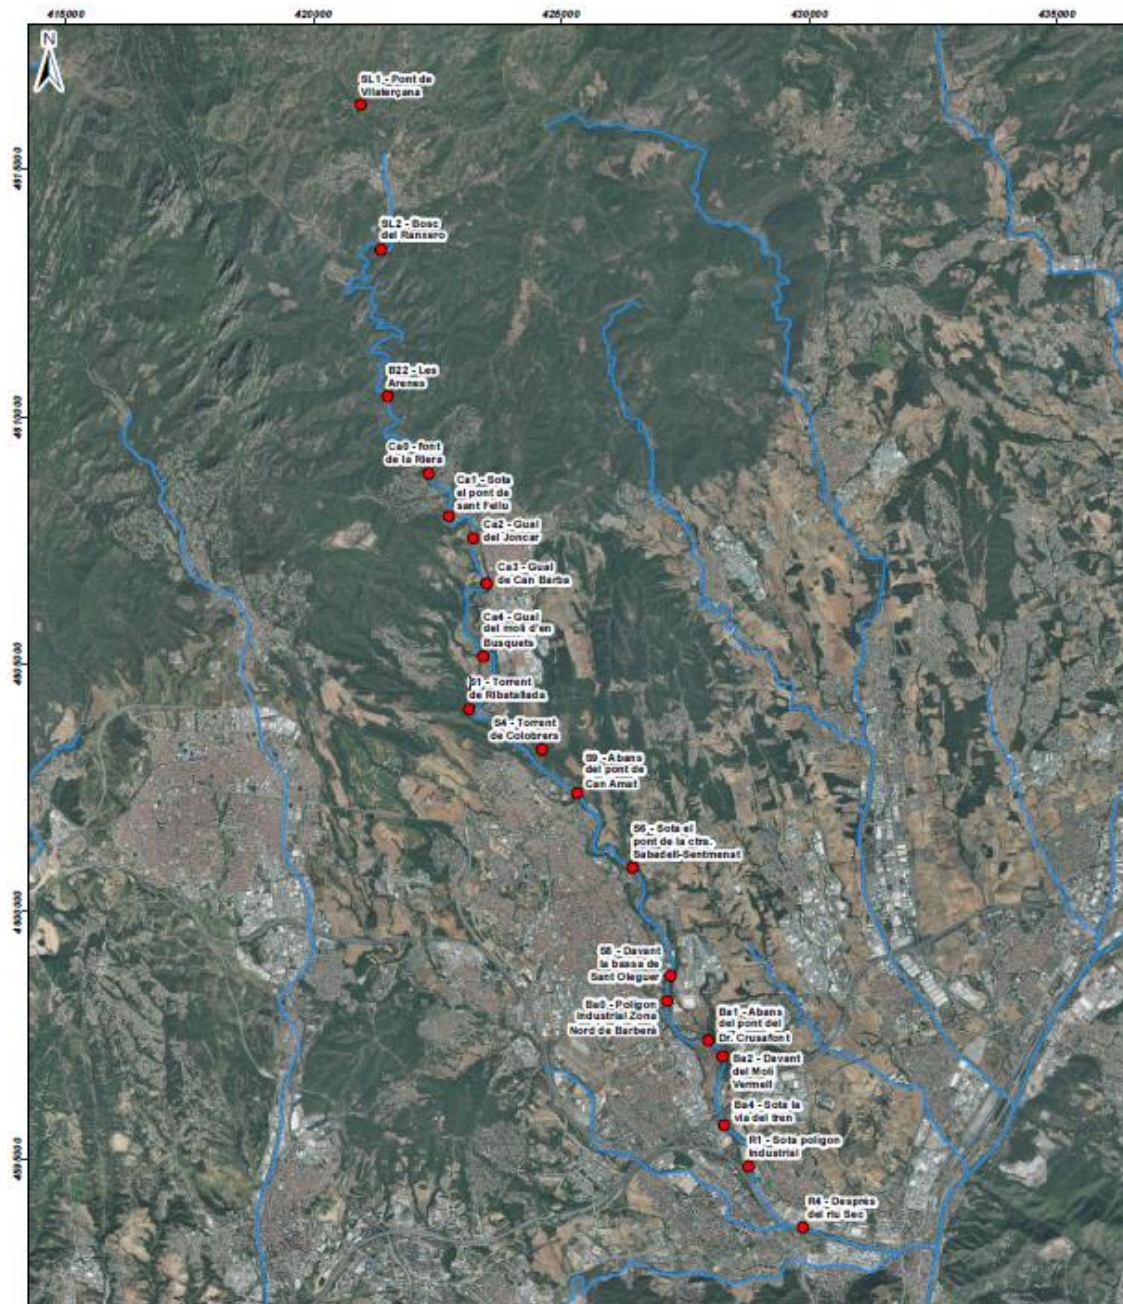 415000 420000 425000 430000 435000
N
SL1 - Pont de
Vilaterçana
4615000
SL2 - Bosc
del Ransero
B22 - Les
Arenes
4610000
Ca0 - font
de la Riera
Ca1 - Sota
el pont de
sant Feliu
Ca2 - Gual
del Joncar
Ca3 - Gual
de Can Barba
Ca4 - Gual
del molí d'en
Busquets
4605000
S1 - Torrent
de Ribatallada
S4 - Torrent
de Colobrers
S9 - Abans
del pont de
Can Amat
S6 - Sota el
pont de la ctra.
Sabadell-Sentmenat
4600000
S8 - Davant
la bassa de
Sant Oleguer
Ba0 - Polígon
Industrial Zona
Nord de Barberà
Ba1 - Abans
del pont del
Dr. Crusafont
Ba2 - Davant
del Molí
Vermell
Ba4 - Sota la
via del tren
R1 - Sota polígon
Industrial
4595000
R4 - Després
del riu Sec